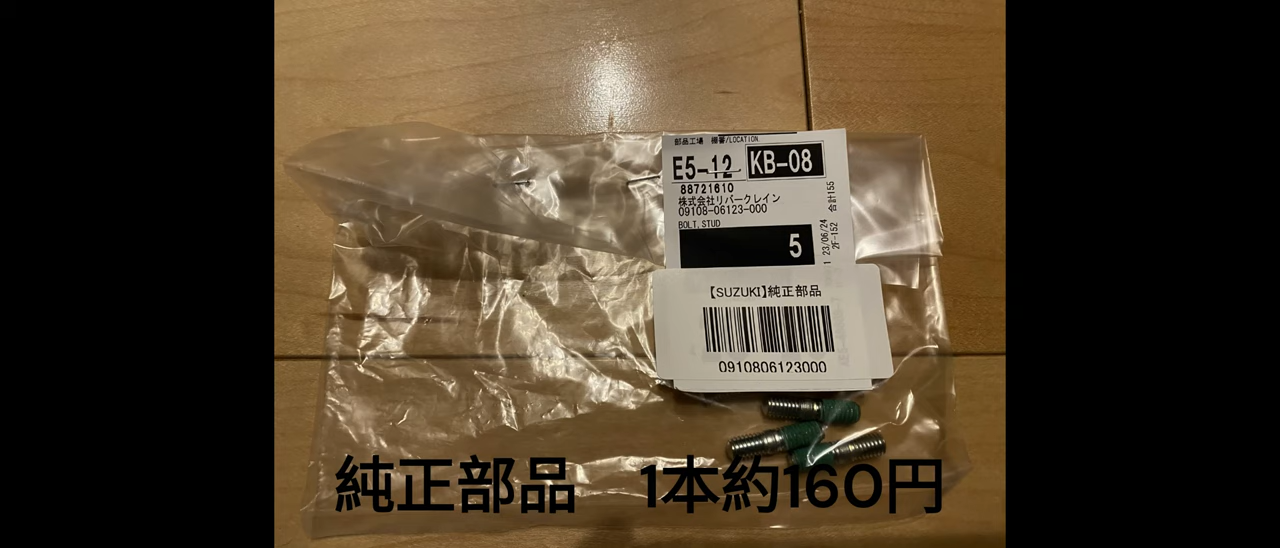 部品工場 棚番/LOCATION
E5-12 KB-08
88721610
株式会社リバークレイン
09108-06123-000
BOLT,STUD
5
23/06/24
2F-152 合計155
【SUZUKI】純正部品
0910806123000
純正部品 1本約160円